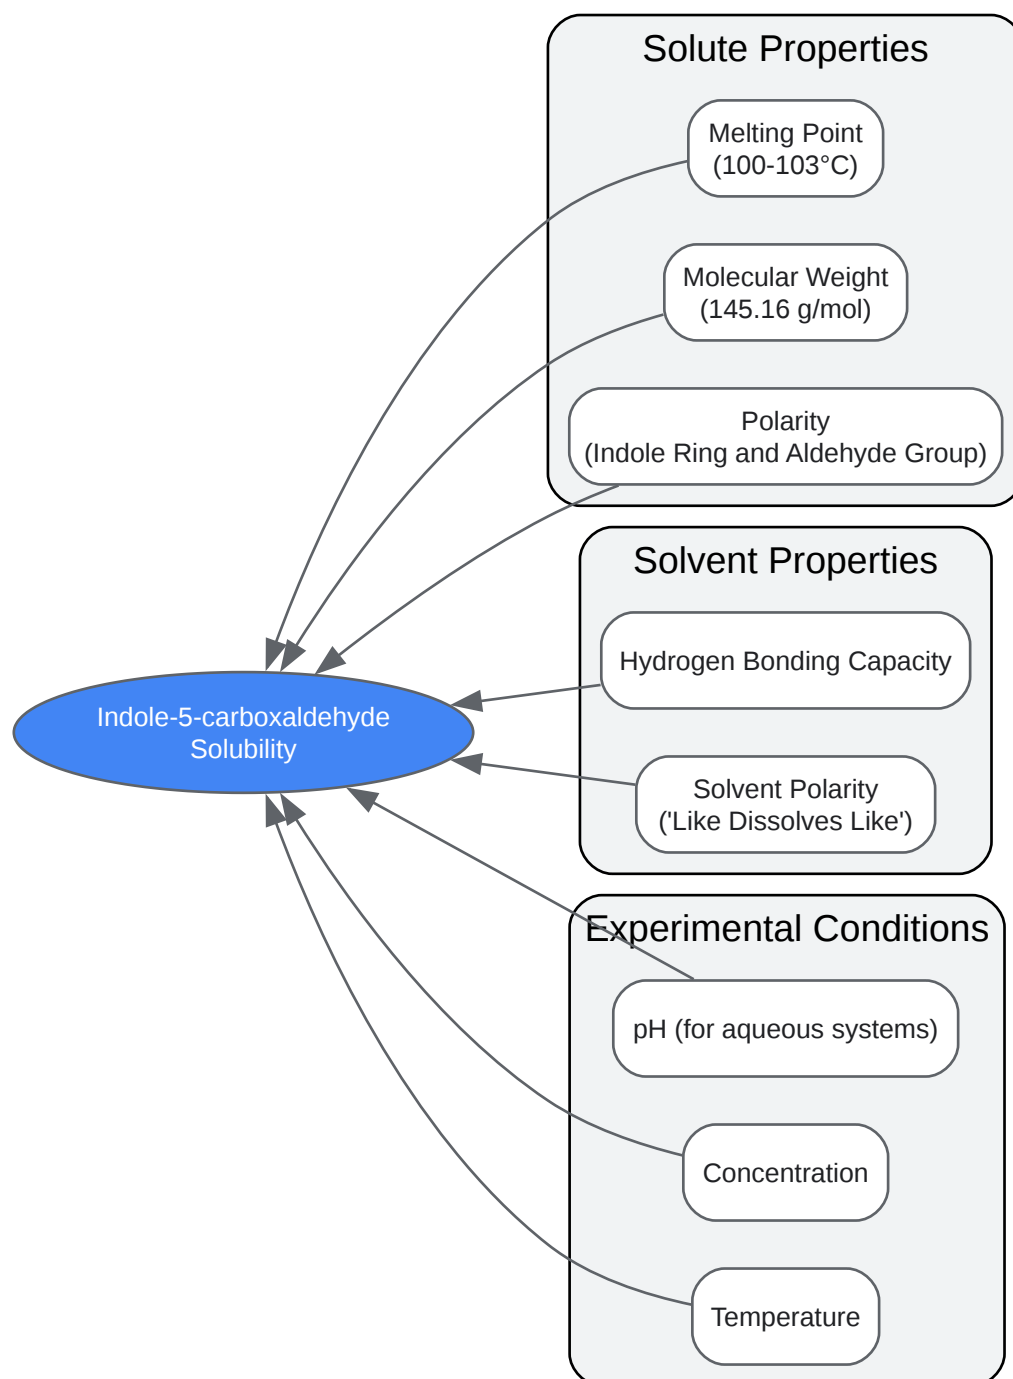 Solute Properties
Melting Point
(100-103°C)
Molecular Weight
(145.16 g/mol)
Polarity
(Indole Ring and Aldehyde Group)
Solvent Properties
Hydrogen Bonding Capacity
Solvent Polarity
('Like Dissolves Like')
Indole-5-carboxaldehyde
Solubility
Experimental Conditions
pH (for aqueous systems)
Concentration
Temperature